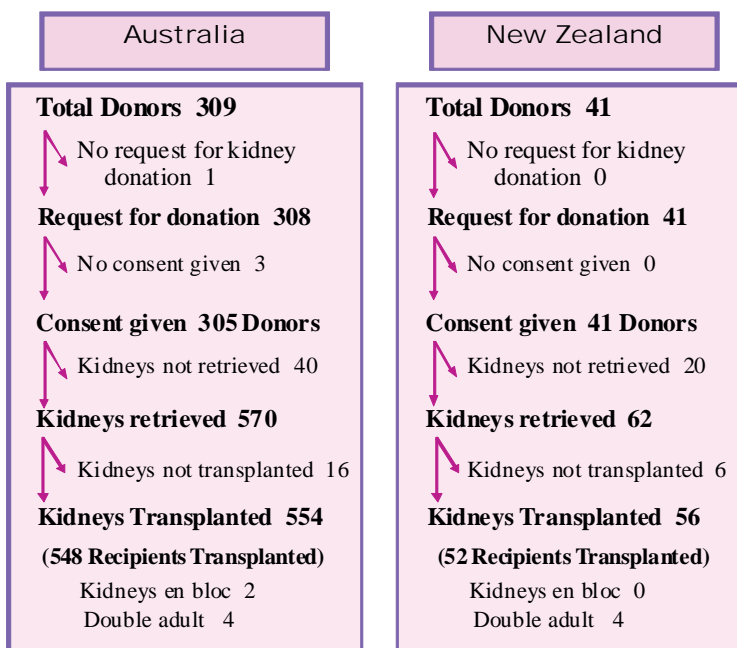 Australia
Total Donors 309
No request for kidney
donation 1
Request for donation 308
No consent given 3
Consent given 305 Donors
Kidneys not retrieved 40
Kidneys retrieved 570
Kidneys not transplanted 16
Kidneys Transplanted 554
(548 Recipients Transplanted)
Kidneys en bloc 2
Double adult 4
New Zealand
Total Donors 41
No request for kidney
donation 0
Request for donation 41
No consent given 0
Consent given 41 Donors
Kidneys not retrieved 20
Kidneys retrieved 62
Kidneys not transplanted 6
Kidneys Transplanted 56
(52 Recipients Transplanted)
Kidneys en bloc 0
Double adult 4